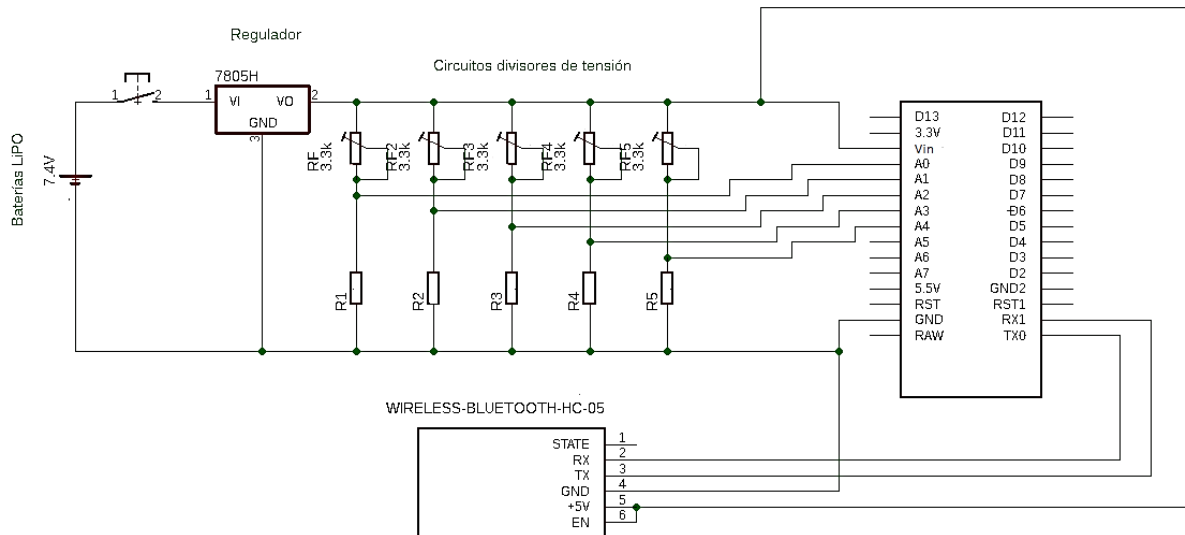 Regulador
Circuitos divisores de tensión
7805H
1
2
1
VI
VO
2
GND
3
Baterías LiPO
7.4V
RF
3.3k
RF2
3.3k
RF3
3.3k
RF4
3.3k
RF5
3.3k
R1
R2
R3
R4
R5
D13
D12
3.3V
D11
Vin
D10
A0
D9
A1
D8
A2
D7
A3
D6
A4
D5
A5
D4
A6
D3
A7
D2
5.5V
GND2
RST
RST1
GND
RX1
RAW
TX0
WIRELESS-BLUETOOTH-HC-05
STATE 1
RX 2
TX 3
GND 4
+5V 5
EN 6